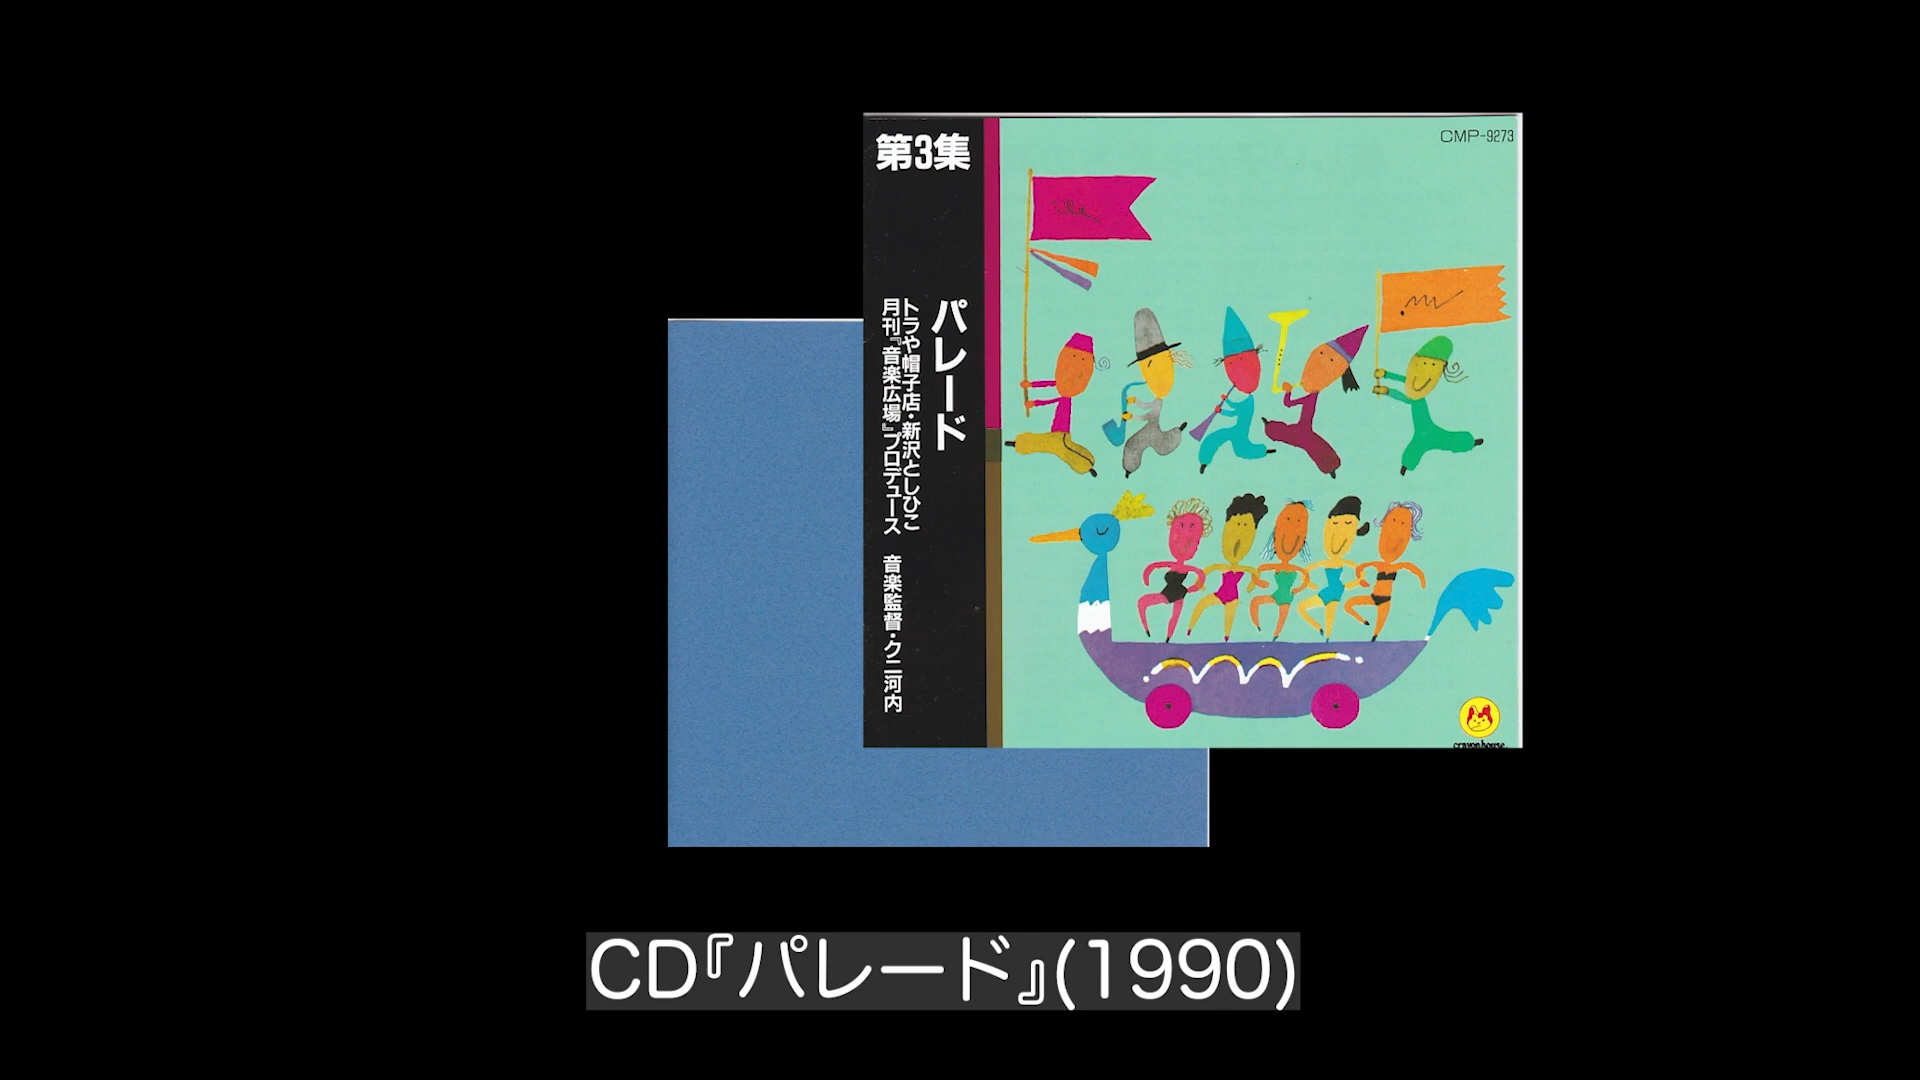 第3集
CMP-9273
パレード
トラや帽子店・新沢としひこ
月刊『音楽広場』プロデュース 音楽監督・クニ河内
crayonhouse
CD『パレード』(1990)